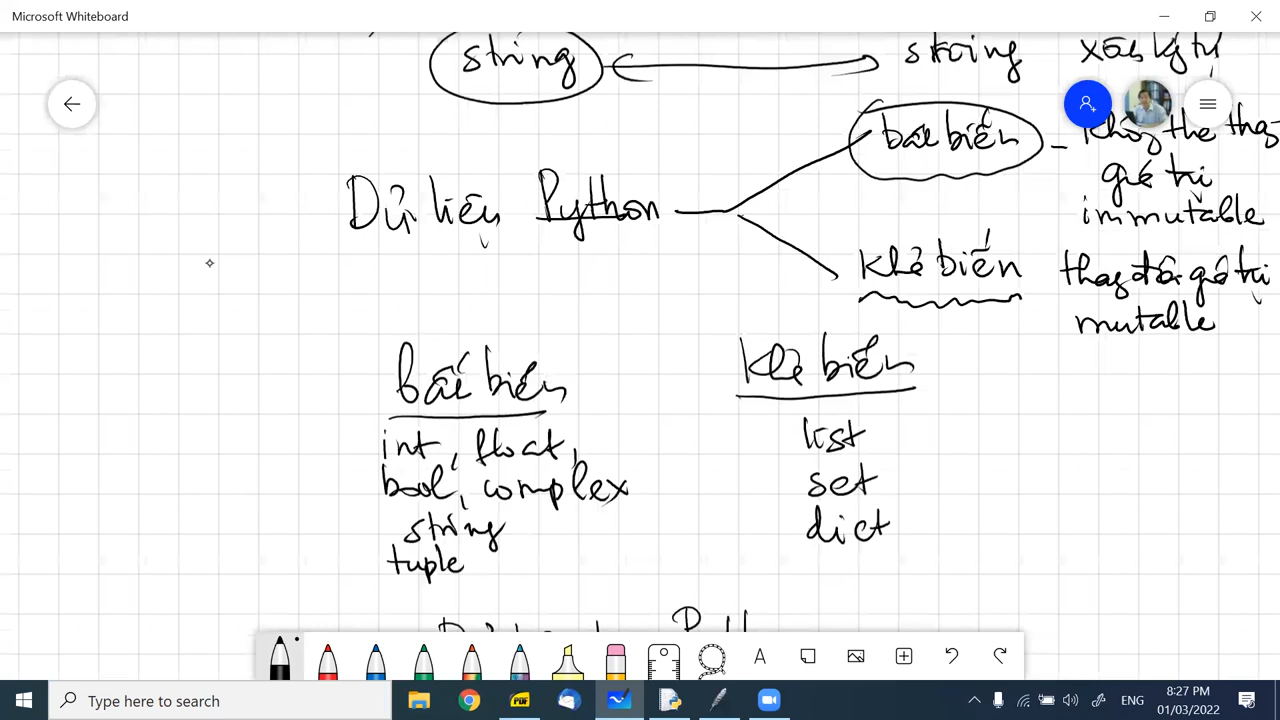 Microsoft Whiteboard
string string xâu ký tự
bất biến - không thể thay
giá trị
immutable
Dữ liệu Python
khả biến thay đổi giá trị
mutable
bất biến khả biến
int, float, list
bool, complex set
string dict
tuple
Type here to search
ENG
8:27 PM
01/03/2022